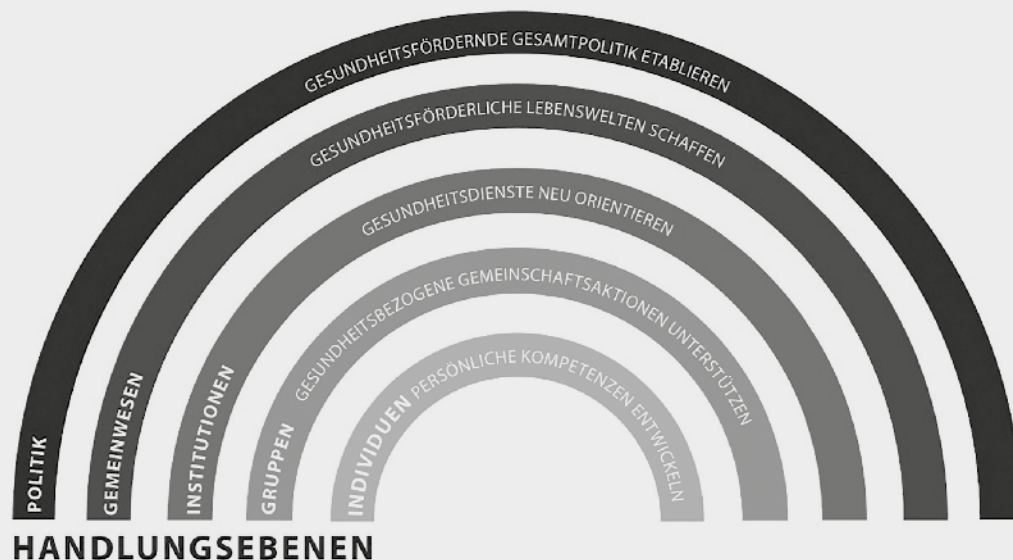 POLITIK GESUNDHEITSFÖRDERNDE GESAMTPOLITIK ETABLIEREN
GEMEINWESEN GESUNDHEITSFÖRDERLICHE LEBENSWELTEN SCHAFFEN
INSTITUTIONEN GESUNDHEITSDIENSTE NEU ORIENTIEREN
GRUPPEN GESUNDHEITSBEZOGENE GEMEINSCHAFTSAKTIONEN UNTERSTÜTZEN
INDIVIDUEN PERSÖNLICHE KOMPETENZEN ENTWICKELN
HANDLUNGSEBENEN